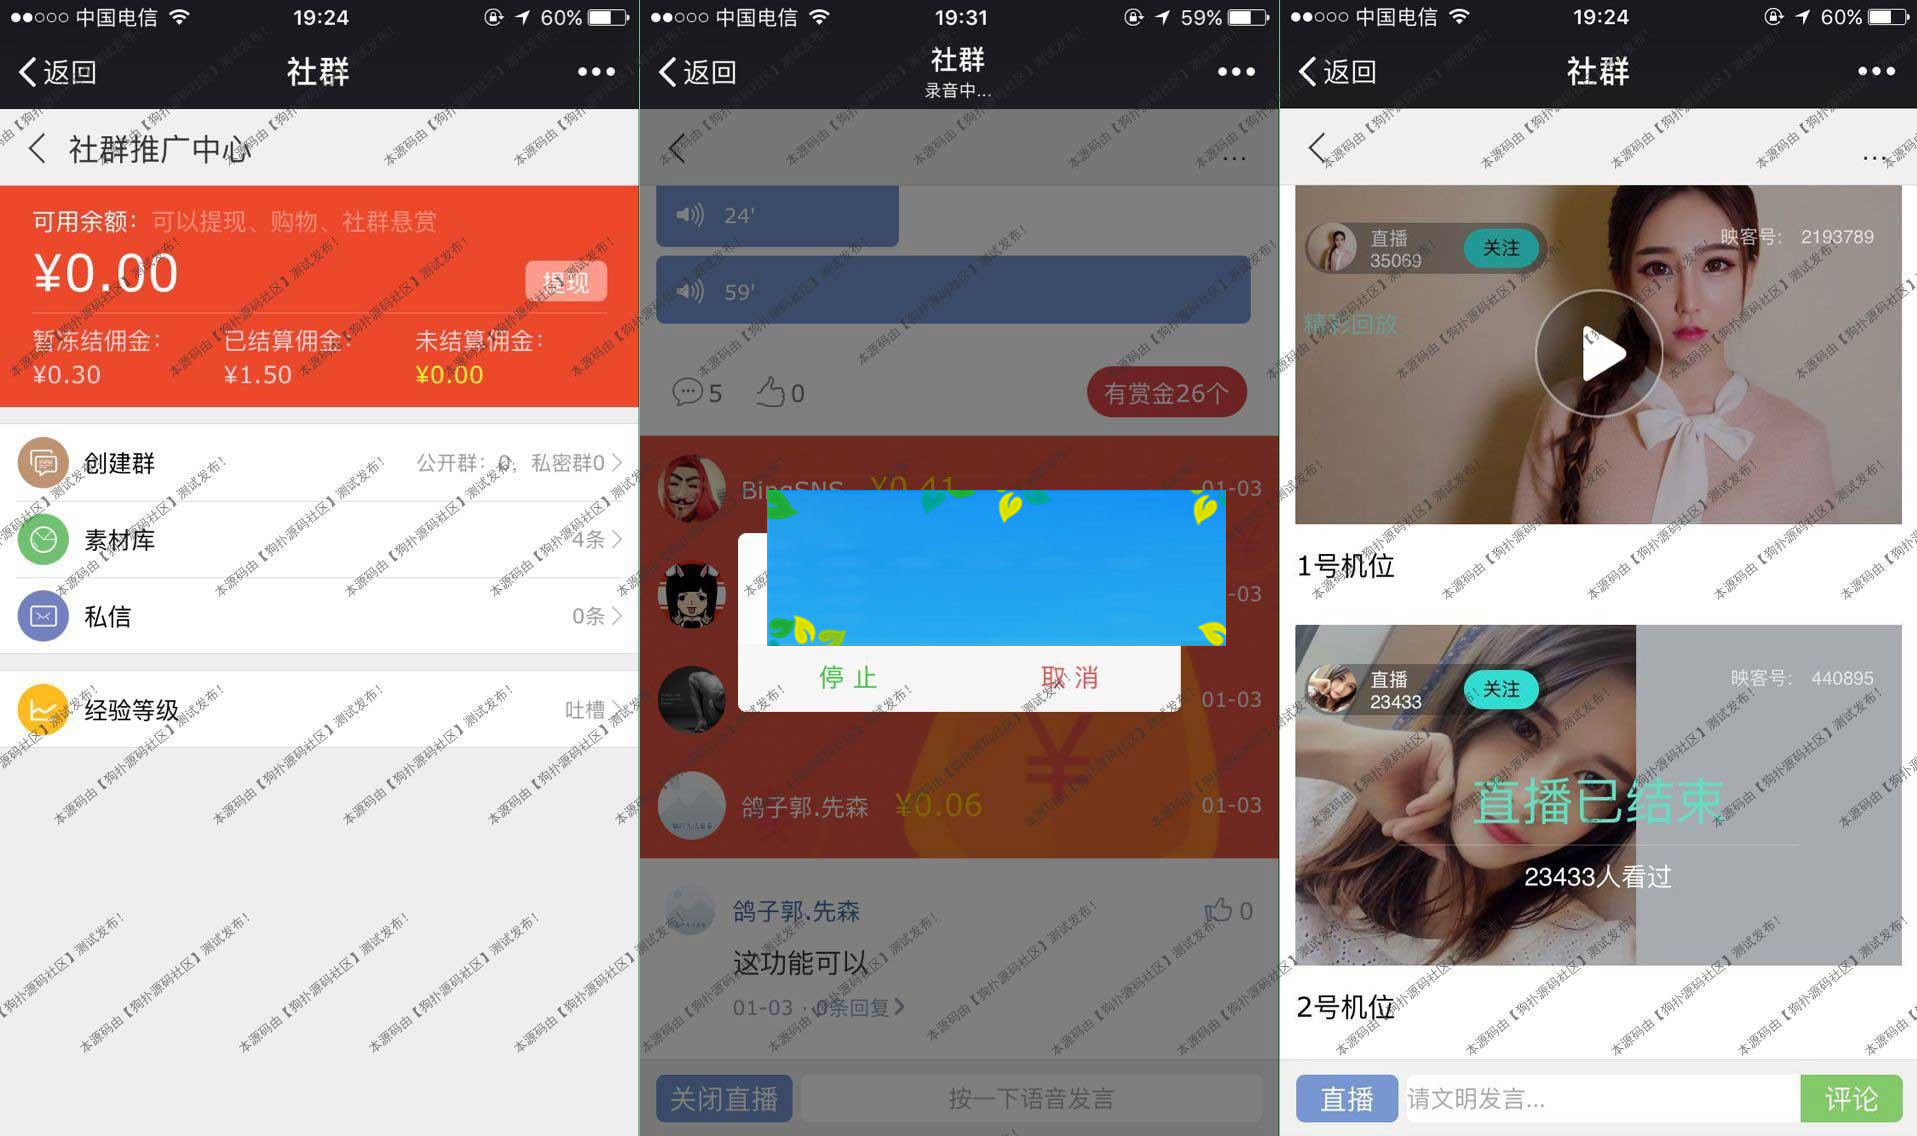 中国电信 19:24 60%
返回 社群
社群推广中心
可用余额：可以提现、购物、社群悬赏
¥0.00
提现
暂冻结佣金： 已结算佣金： 未结算佣金：
¥0.30 ¥1.50 ¥0.00
创建群 公开群：0，私密群0
素材库 4条
私信 0条
经验等级 吐槽
中国电信 19:31 59%
返回 社群
录音中...
...
24'
59'
5 0 有赏金26个
BingSNS ¥0.41 01-03
-03
停 止 取 消
01-03
鸽子郭.先森 ¥0.06 01-03
鸽子郭.先森 0
这功能可以
01-03 · 0条回复
关闭直播 按一下语音发言
中国电信 19:24 60%
返回 社群
...
直播
35069 关注 映客号： 2193789
精彩回放
1号机位
直播
23433 关注 映客号： 440895
直播已结束
23433人看过
2号机位
直播 请文明发言... 评论
本源码由【狗扑源码社区】测试发布！